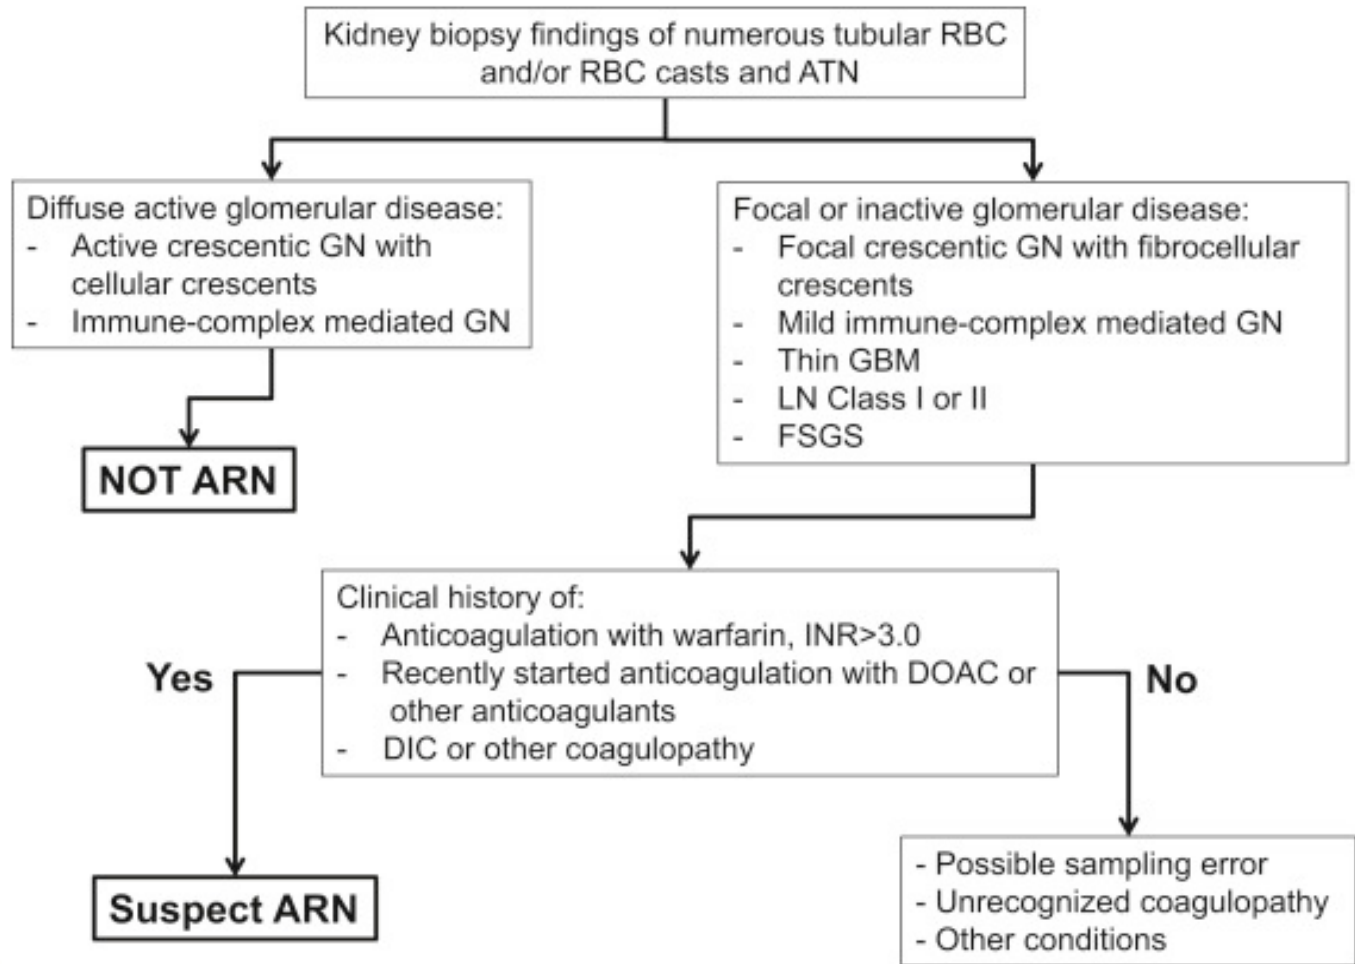 Kidney biopsy findings of numerous tubular RBC
and/or RBC casts and ATN
Diffuse active glomerular disease:
- Active crescentic GN with
cellular crescents
- Immune-complex mediated GN
NOT ARN
Focal or inactive glomerular disease:
- Focal crescentic GN with fibrocellular
crescents
- Mild immune-complex mediated GN
- Thin GBM
- LN Class I or II
- FSGS
Clinical history of:
- Anticoagulation with warfarin, INR>3.0
- Recently started anticoagulation with DOAC or
other anticoagulants
- DIC or other coagulopathy
Yes
No
Suspect ARN
- Possible sampling error
- Unrecognized coagulopathy
- Other conditions